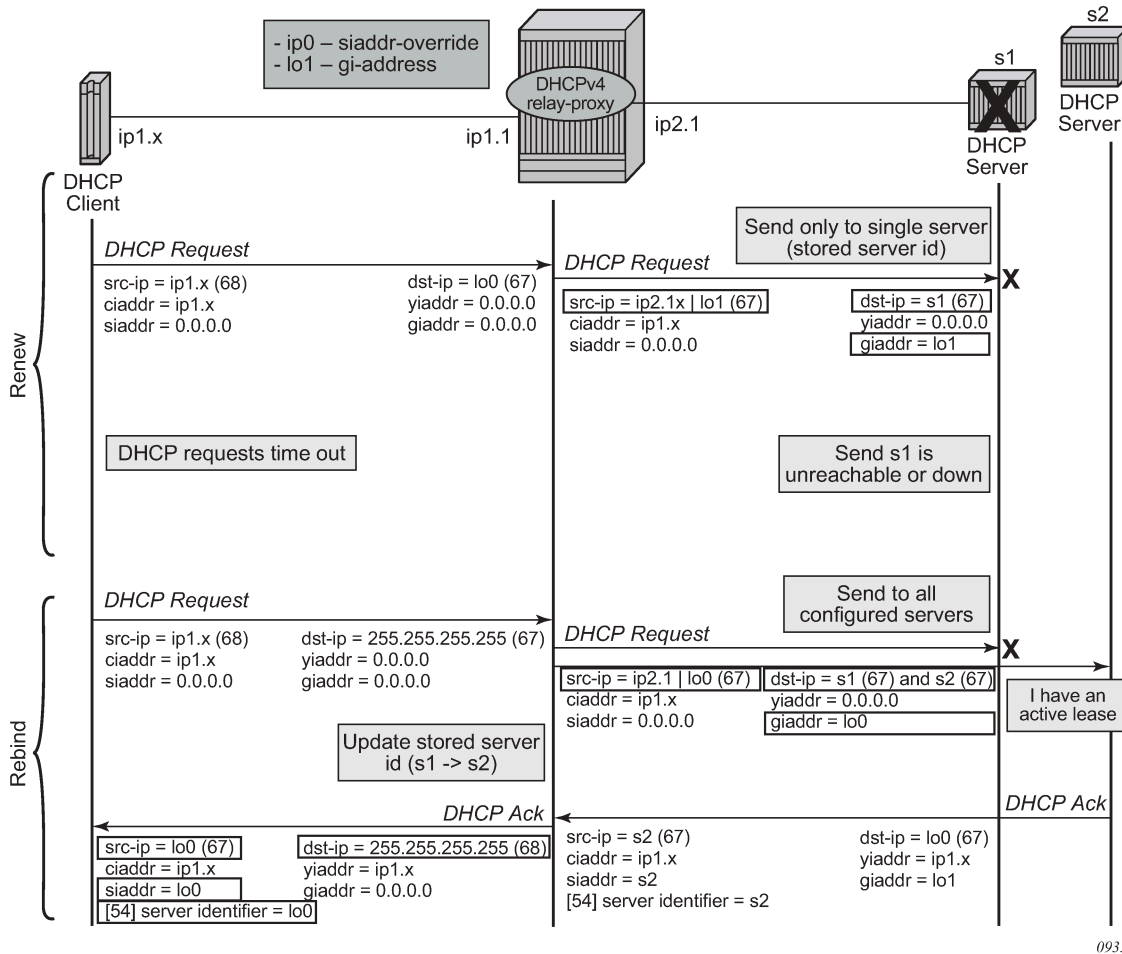 s2
- ip0 – siaddr-override
- lo1 – gi-address
s1
DHCPv4
relay-proxy
DHCP
Server
ip1.x
ip1.1
ip2.1
DHCP
Server
DHCP
Client
Renew
Send only to single server
(stored server id)
DHCP Request
DHCP Request
X
src-ip = ip1.x (68)
dst-ip = lo0 (67)
ciaddr = ip1.x
yiaddr = 0.0.0.0
siaddr = 0.0.0.0
giaddr = 0.0.0.0
src-ip = ip2.1x | lo1 (67)
dst-ip = s1 (67)
ciaddr = ip1.x
yiaddr = 0.0.0.0
siaddr = 0.0.0.0
giaddr = lo1
DHCP requests time out
Send s1 is
unreachable or down
Rebind
Send to all
configured servers
DHCP Request
DHCP Request
X
src-ip = ip1.x (68)
dst-ip = 255.255.255.255 (67)
ciaddr = ip1.x
yiaddr = 0.0.0.0
siaddr = 0.0.0.0
giaddr = 0.0.0.0
src-ip = ip2.1 | lo0 (67)
dst-ip = s1 (67) and s2 (67)
ciaddr = ip1.x
yiaddr = 0.0.0.0
siaddr = 0.0.0.0
giaddr = lo0
I have an
active lease
Update stored server
id (s1 -> s2)
DHCP Ack
DHCP Ack
src-ip = lo0 (67)
dst-ip = 255.255.255.255 (68)
ciaddr = ip1.x
yiaddr = ip1.x
siaddr = lo0
giaddr = 0.0.0.0
[54] server identifier = lo0
src-ip = s2 (67)
dst-ip = lo0 (67)
ciaddr = ip1.x
yiaddr = ip1.x
siaddr = s2
giaddr = lo1
[54] server identifier = s2